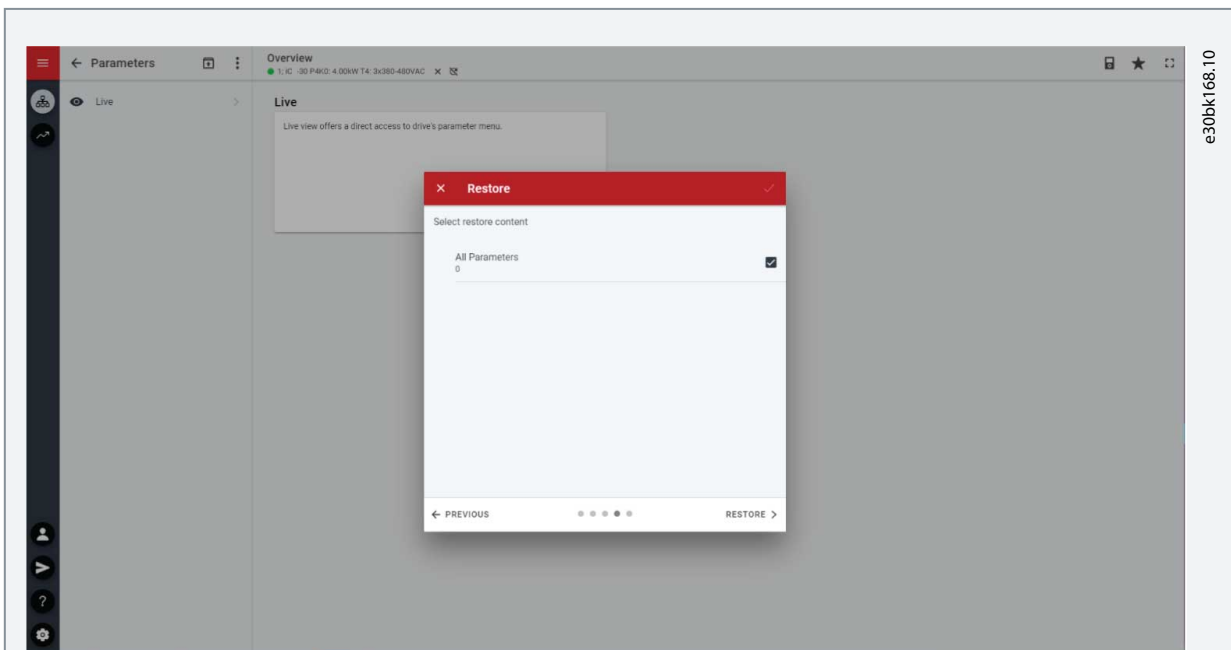 Parameters
Overview
1; iC -30 P4K0: 4.00kW T4: 3x380-480VAC
Live
Live
Live view offers a direct access to drive's parameter menu.
Restore
Select restore content
All Parameters
0
PREVIOUS
RESTORE
?
e30bk168.10